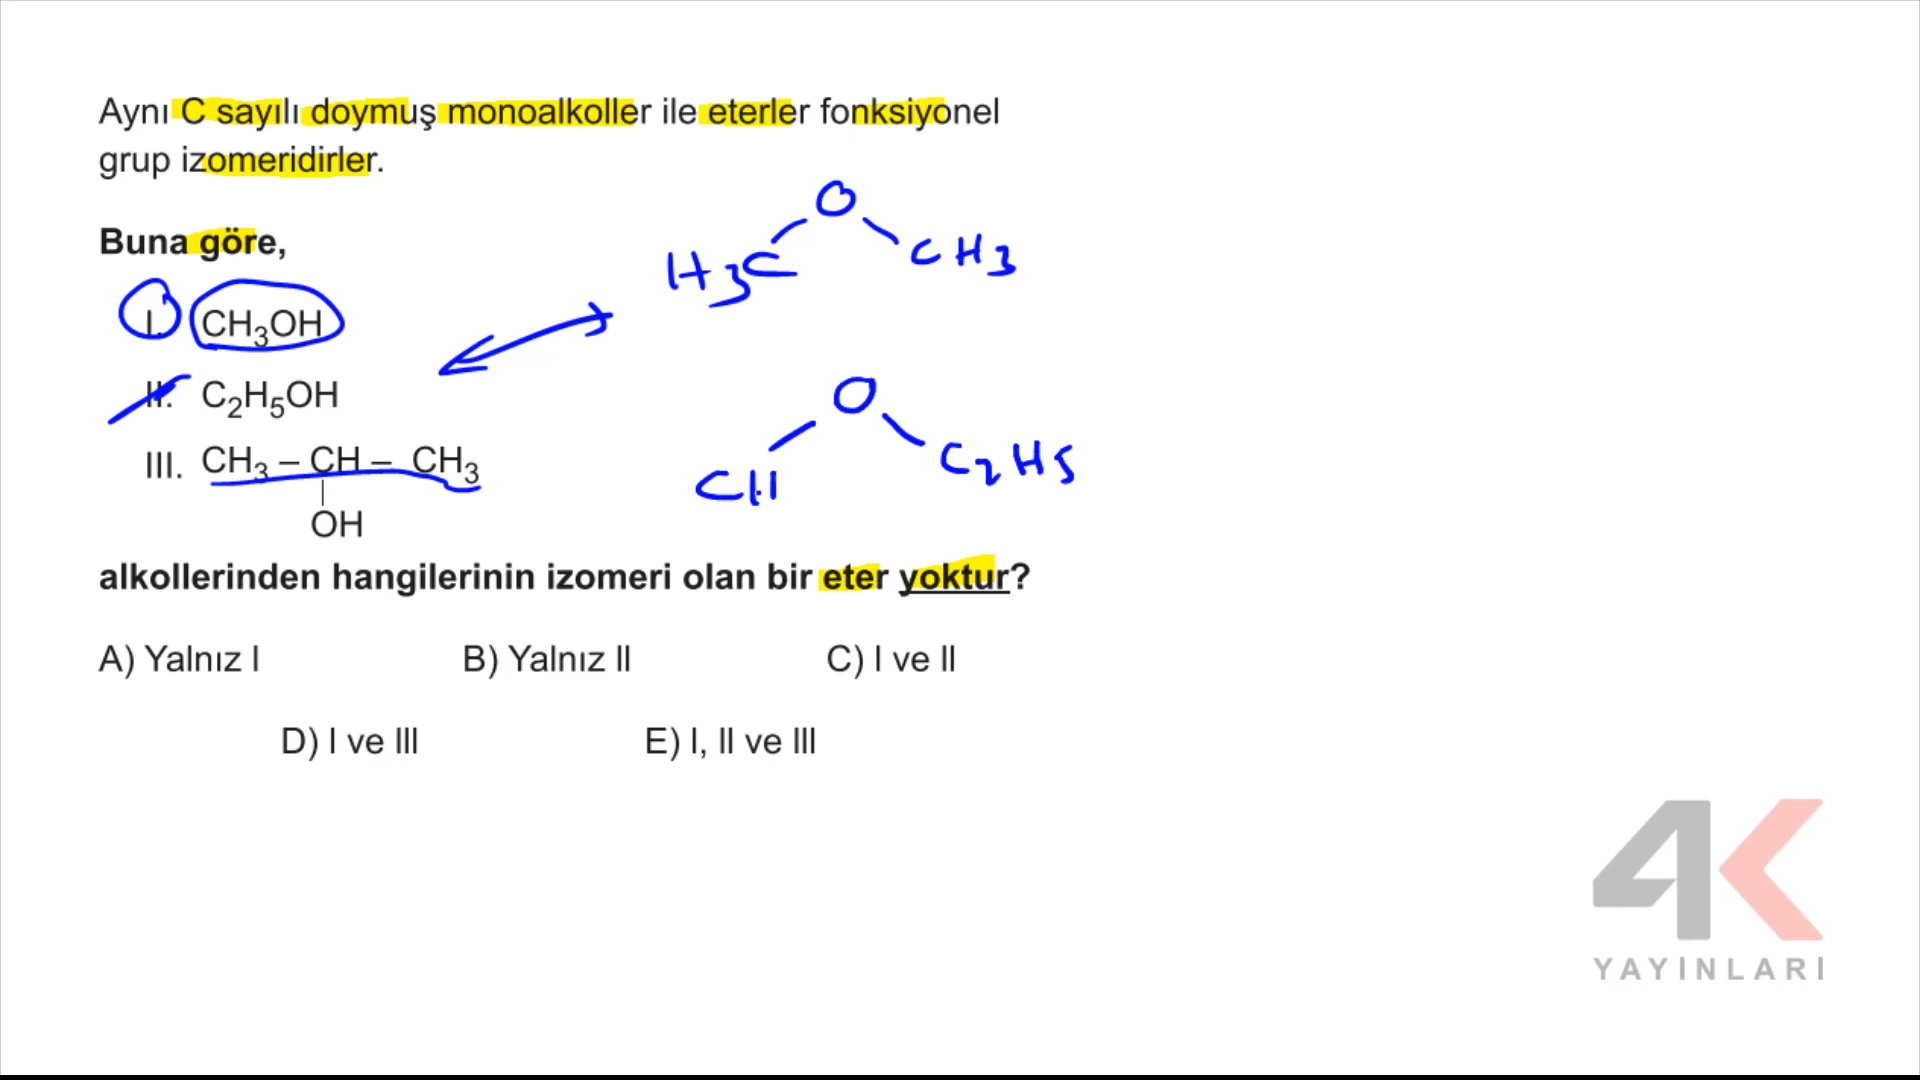 Aynı C sayılı doymuş monoalkoller ile eterler fonksiyonel
grup izomeridirler.
Buna göre,
I. CH₃OH
II. C₂H₅OH
III. CH₃ – CH – CH₃
|
OH
O
H₃C CH₃
O
CH C₂H₅
alkollerinden hangilerinin izomeri olan bir eter yoktur?
A) Yalnız I B) Yalnız II C) I ve II
D) I ve III E) I, II ve III
4K
YAYINLARI